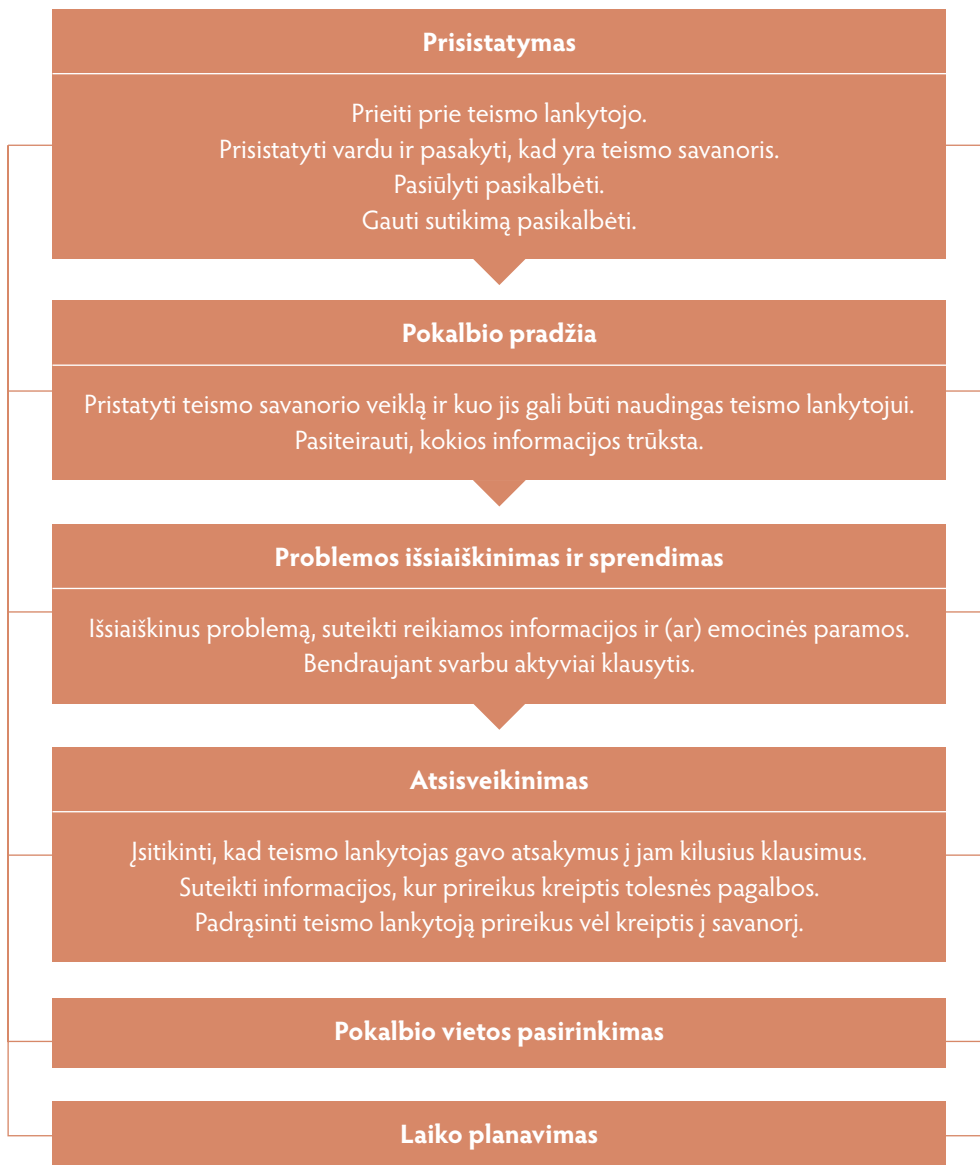 Prisistatymas
Prieiti prie teismo lankytojo.
Prisistatyti vardu ir pasakyti, kad yra teismo savanoris.
Pasiūlyti pasikalbėti.
Gauti sutikimą pasikalbėti.
Pokalbio pradžia
Pristatyti teismo savanorio veiklą ir kuo jis gali būti naudingas teismo lankytojui.
Pasiteirauti, kokios informacijos trūksta.
Problemos išsiaiškinimas ir sprendimas
Išsiaiškinus problemą, suteikti reikiamos informacijos ir (ar) emocinės paramos.
Bendraujant svarbu aktyviai klausytis.
Atsisveikinimas
Įsitikinti, kad teismo lankytojas gavo atsakymus į jam kilusius klausimus.
Suteikti informacijos, kur prireikus kreiptis tolesnės pagalbos.
Padrąsinti teismo lankytoją prireikus vėl kreiptis į savanorį.
Pokalbio vietos pasirinkimas
Laiko planavimas